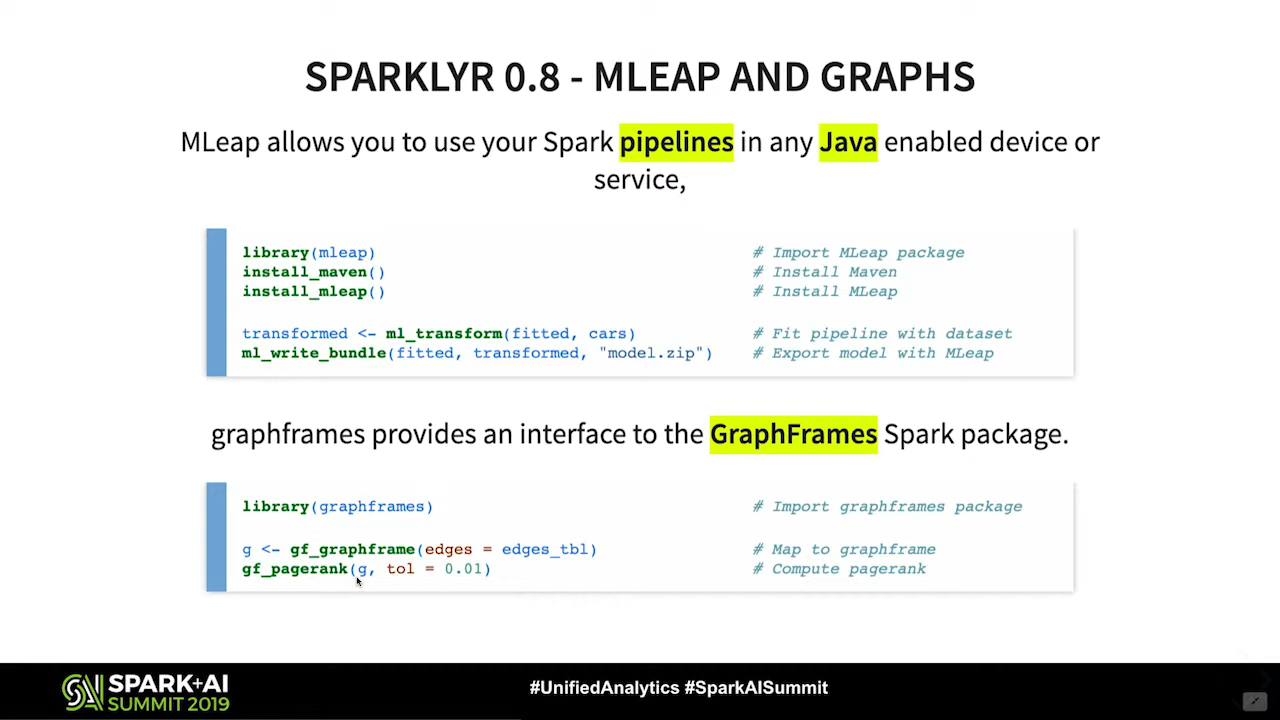 SPARKLYR 0.8 - MLEAP AND GRAPHS
MLeap allows you to use your Spark pipelines in any Java enabled device or
service,
library(mleap) # Import MLeap package
install_maven() # Install Maven
install_mleap() # Install MLeap
transformed <- ml_transform(fitted, cars) # Fit pipeline with dataset
ml_write_bundle(fitted, transformed, "model.zip") # Export model with MLeap
graphframes provides an interface to the GraphFrames Spark package.
library(graphframes) # Import graphframes package
g <- gf_graphframe(edges = edges_tbl) # Map to graphframe
gf_pagerank(g, tol = 0.01) # Compute pagerank
SPARK+AI
SUMMIT 2019
#UnifiedAnalytics #SparkAISummit